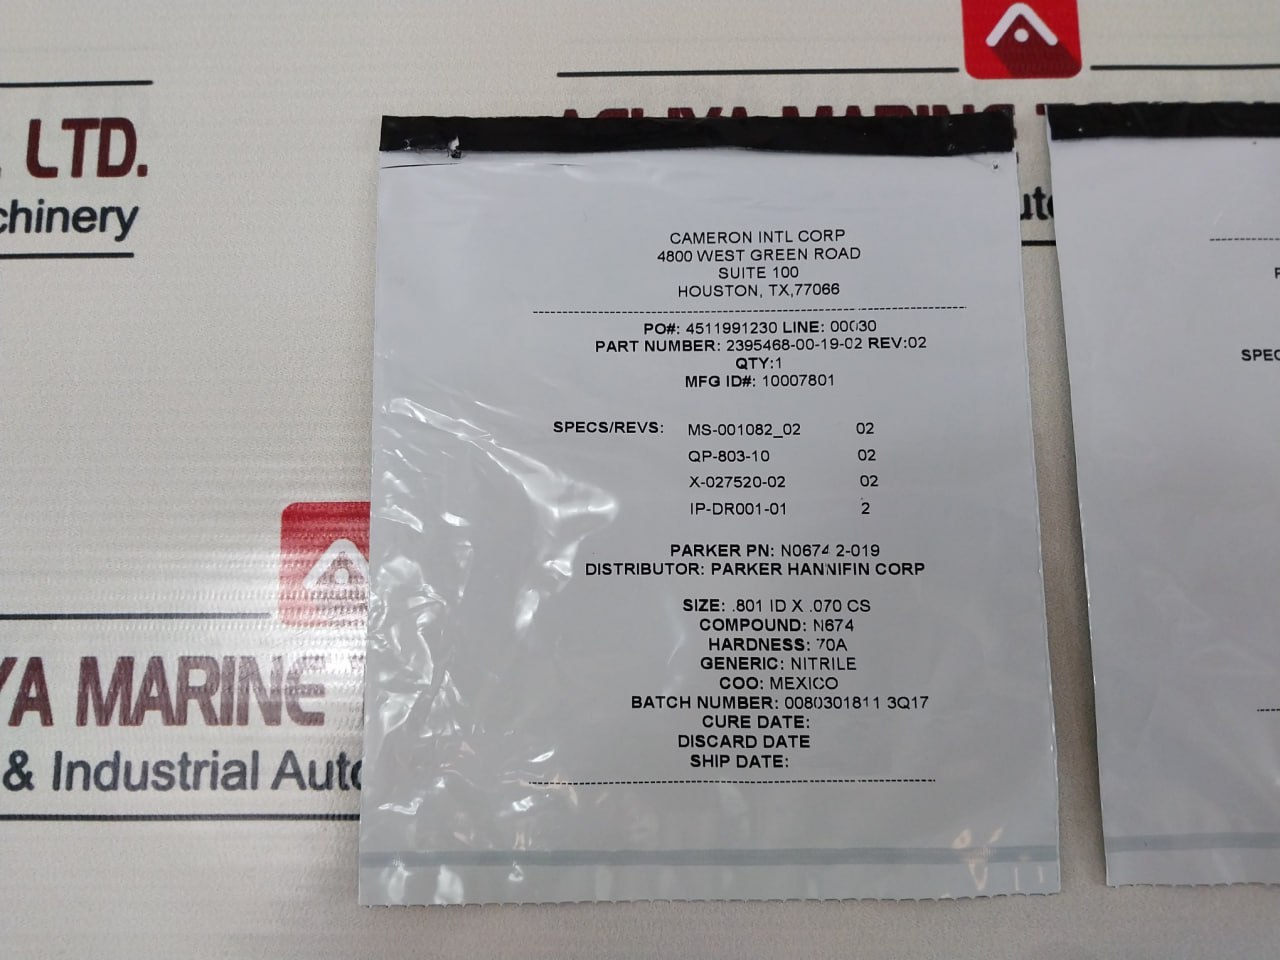 LTD.
chinery
CAMERON INTL CORP
4800 WEST GREEN ROAD
SUITE 100
HOUSTON, TX,77066
PO#: 4511991230 LINE: 00030
PART NUMBER: 2395468-00-19-02 REV:02
QTY:1
MFG ID#: 10007801
SPECS/REVS: MS-001082_02 02
QP-803-10 02
X-027520-02 02
IP-DR001-01 2
PARKER PN: N0674 2-019
DISTRIBUTOR: PARKER HANNIFIN CORP
SIZE: .801 ID X .070 CS
COMPOUND: N674
HARDNESS: 70A
GENERIC: NITRILE
COO: MEXICO
BATCH NUMBER: 0080301811 3Q17
CURE DATE:
DISCARD DATE
SHIP DATE:
SPEC
YA MARINE
& Industrial Auto